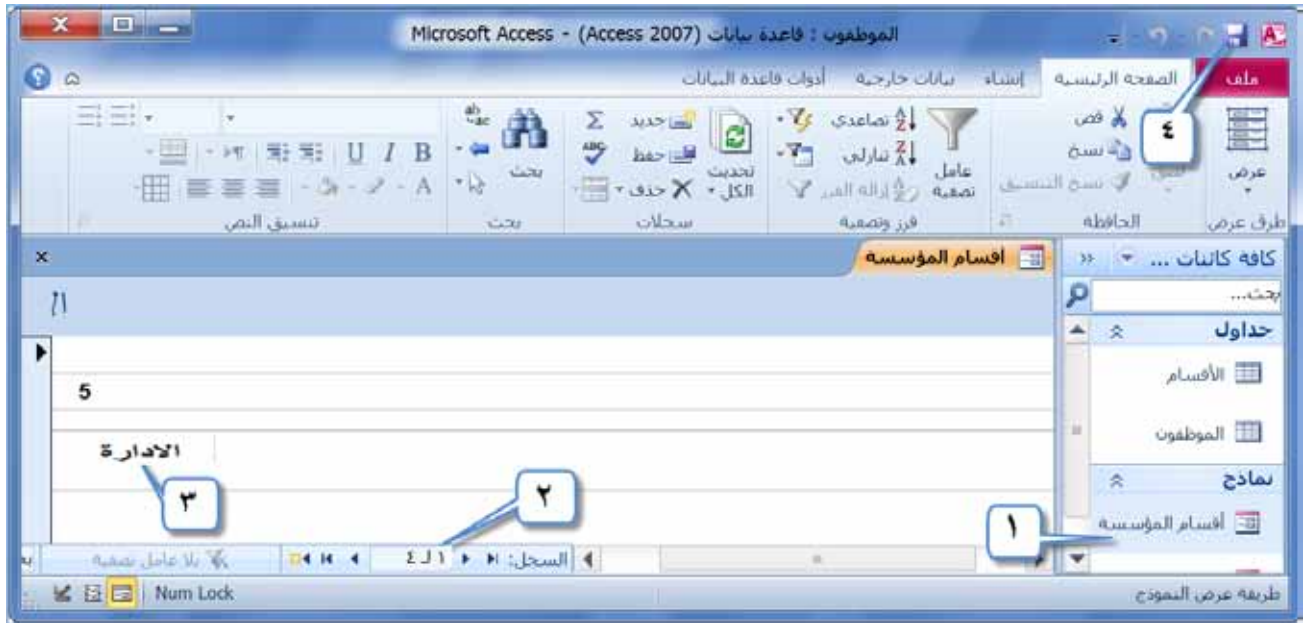 الموظفون : قاعدة بيانات (Access 2007) - Microsoft Access
ملف الصفحة الرئيسية إنشاء بيانات خارجية أدوات قاعدة البيانات
٤
عرض
قص
نسخ
نسخ التنسيق
عامل تصفية
تصاعدي
تنازلي
إزالة الفرز
تحديث الكل
جديد
حفظ
حذف
بحث
B I U
A
طرق عرض الحافظة فرز وتصفية سجلات بحث تنسيق النص
كافة كائنات ...
أقسام المؤسسة
بحث...
جداول
الأقسام
5
الموظفون
الادارة
٣
٢
نماذج
أقسام المؤسسة
١
السجل: ١ لـ ٤ بلا عامل تصفية
طريقة عرض النموذج Num Lock